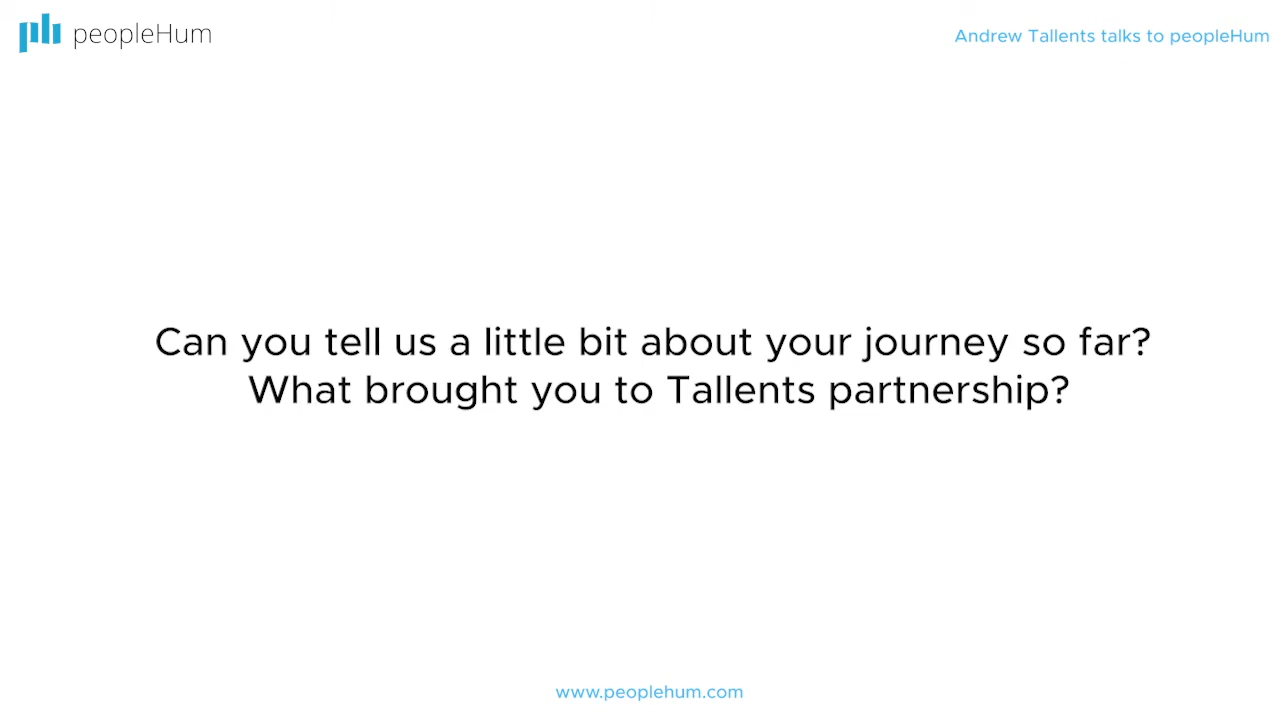 peopleHum
Andrew Tallents talks to peopleHum
Can you tell us a little bit about your journey so far?
What brought you to Tallents partnership?
www.peoplehum.com